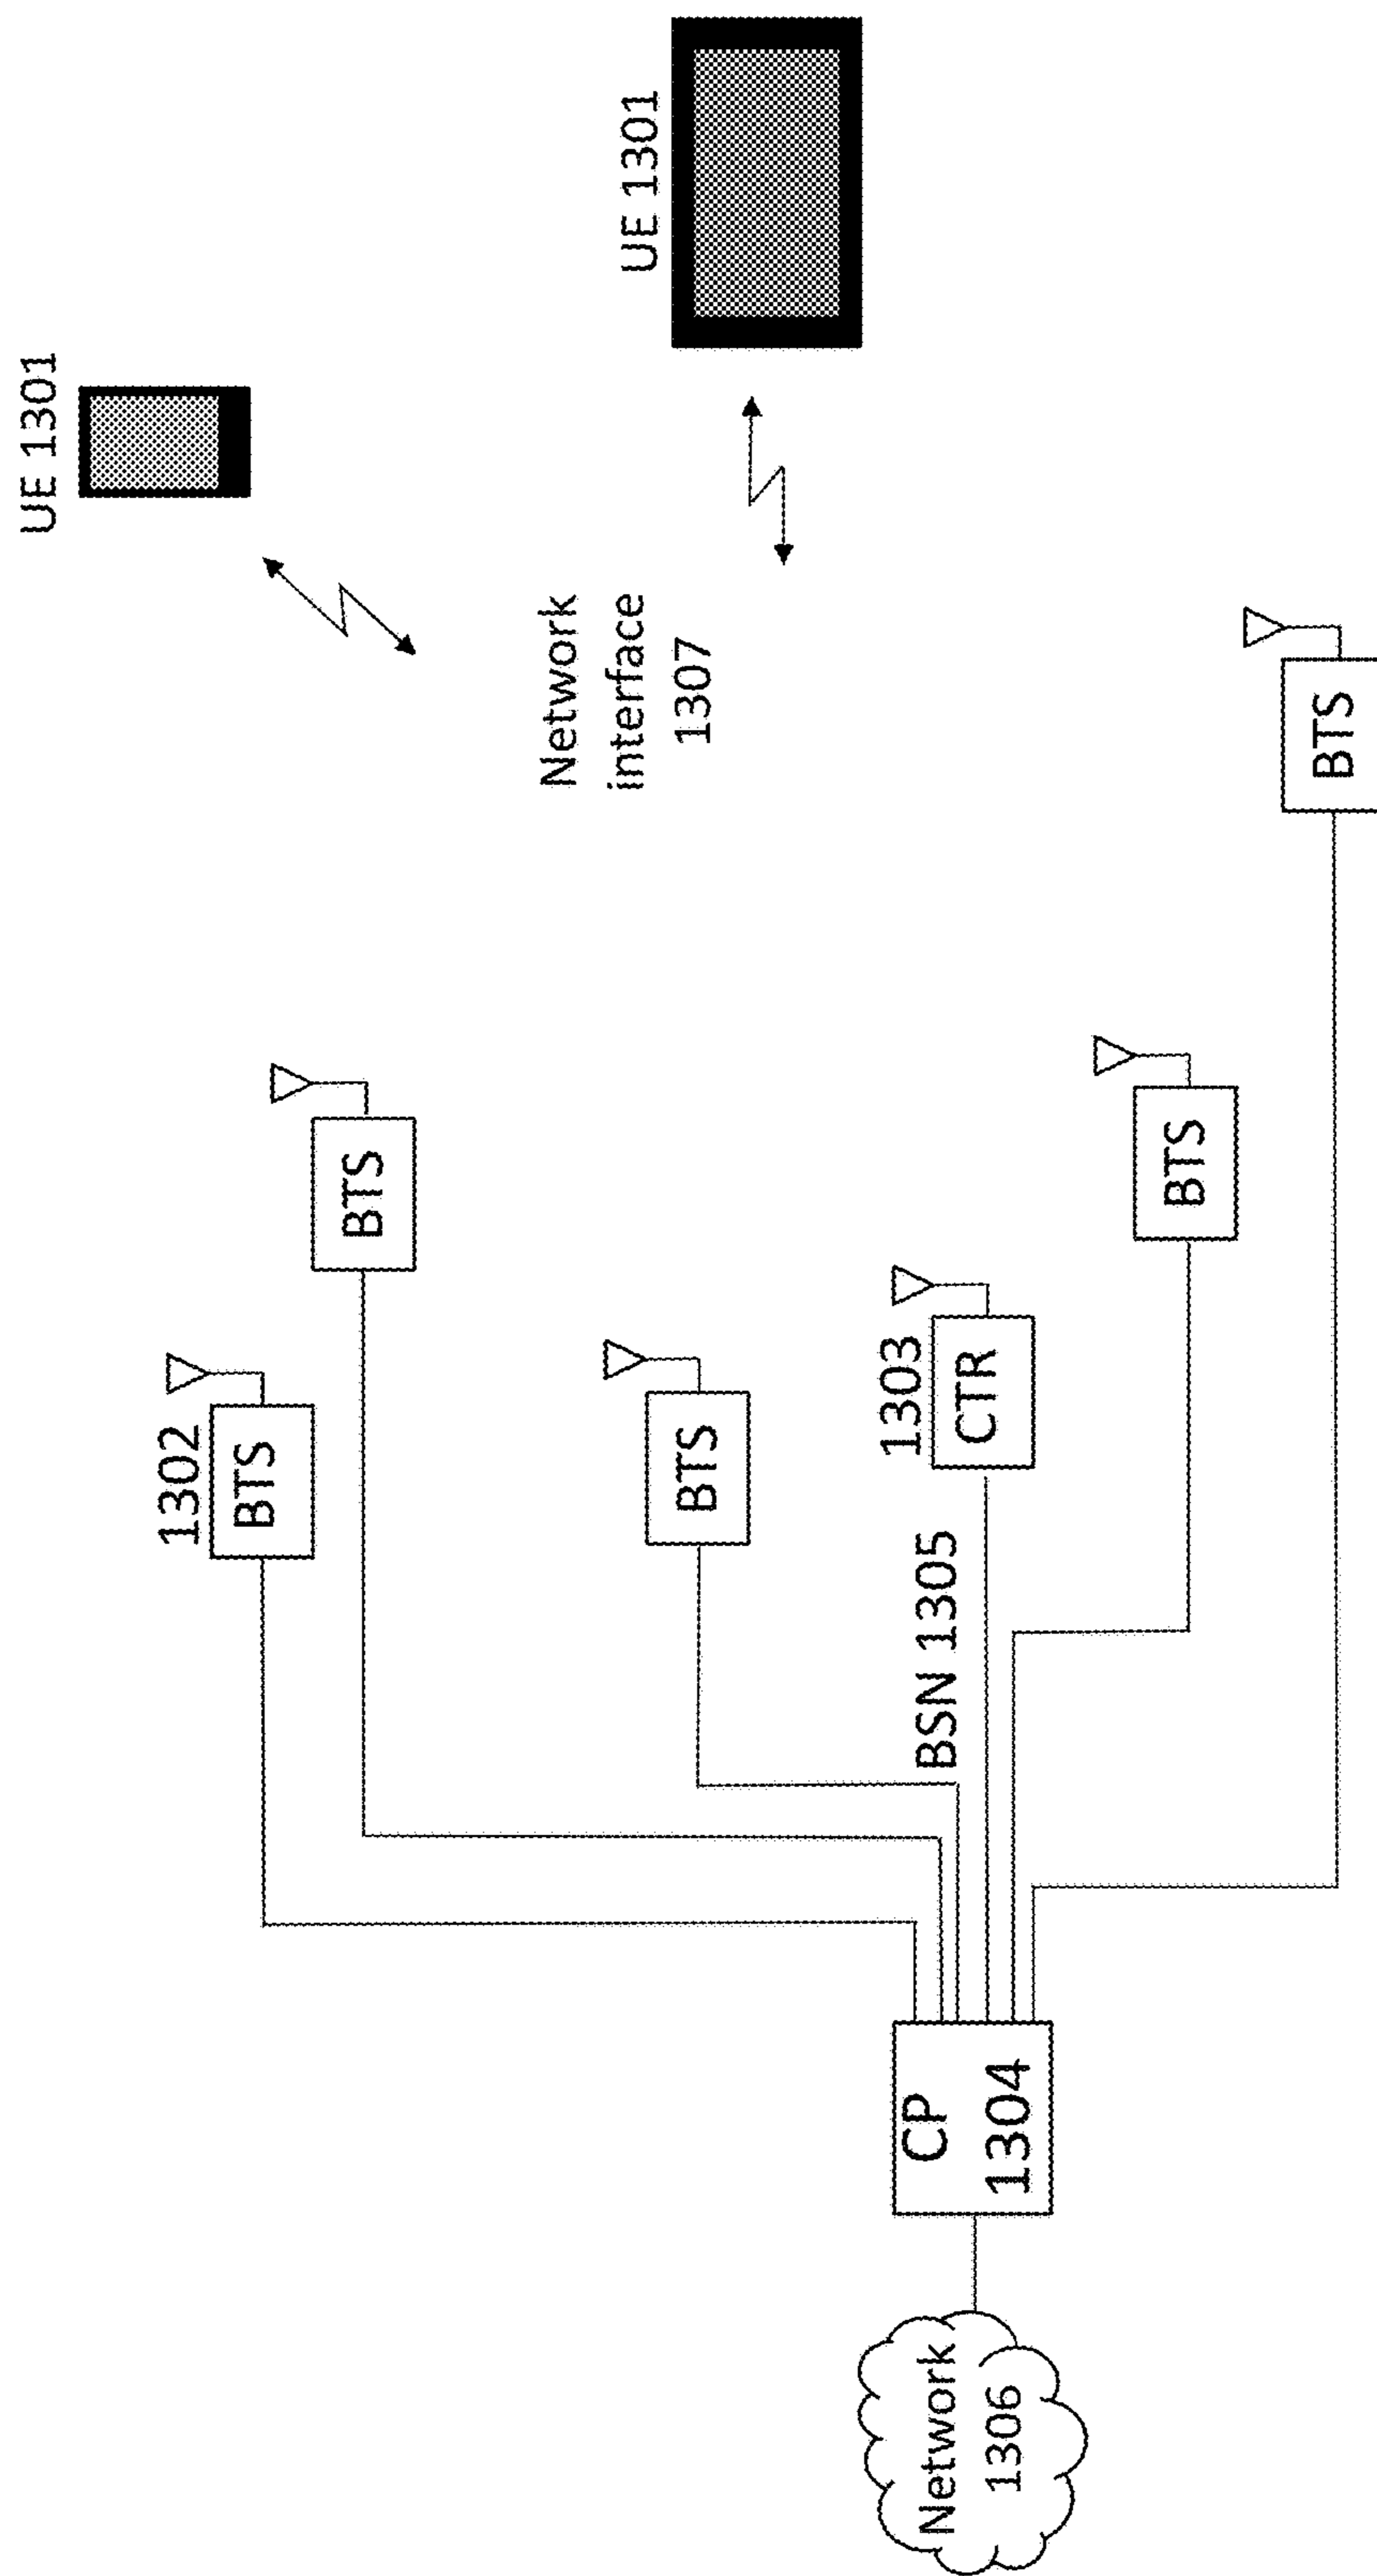 UE 1301
UE 1301
Network
interface
1307
1302
BTS
BTS
BTS
1303
CTR
BSN 1305
BTS
BTS
CP
1304
Network
1306